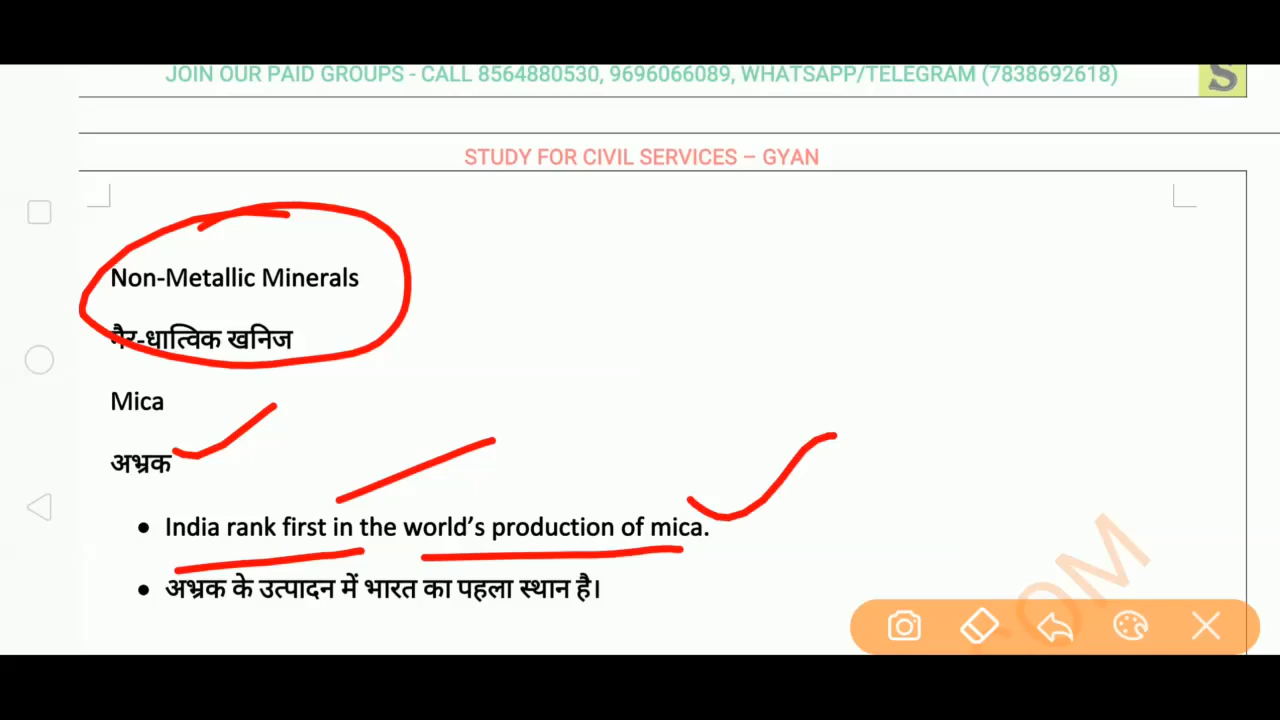 JOIN OUR PAID GROUPS - CALL 8564880530, 9696066089, WHATSAPP/TELEGRAM (7838692618)
S
STUDY FOR CIVIL SERVICES – GYAN
Non-Metallic Minerals
गैर-धात्विक खनिज
Mica
अभ्रक
• India rank first in the world’s production of mica.
• अभ्रक के उत्पादन में भारत का पहला स्थान है।
OM